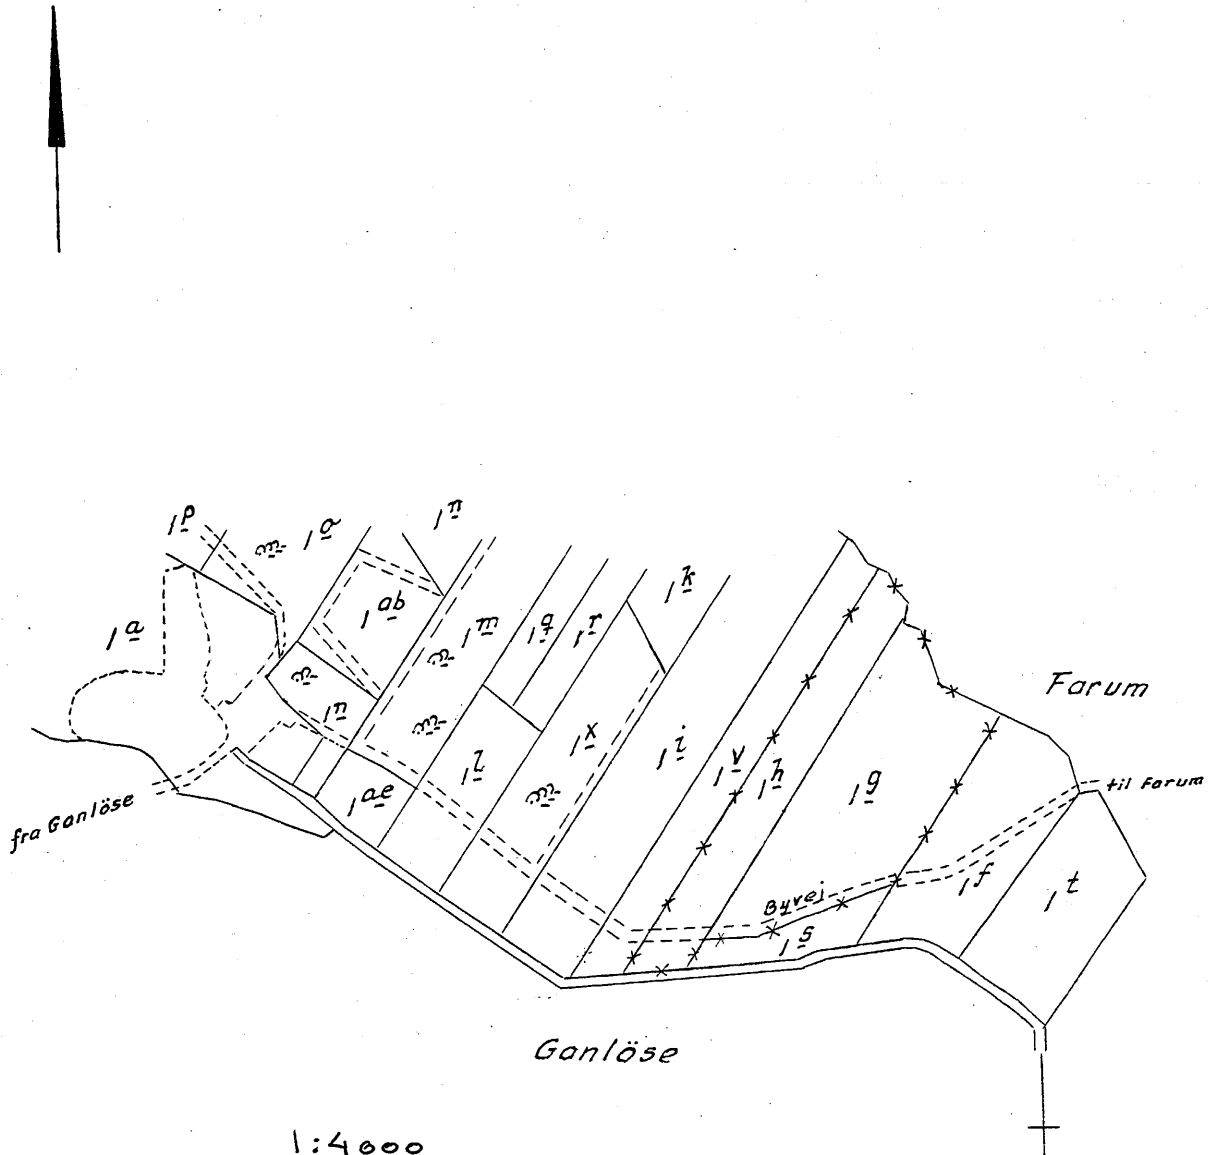 1n
1p
1o
1k
1ab
1m
1q
1r
1a
Farum
1n
1x
1i
1v
1h
1g
1l
til Farum
1ae
fra Ganlöse
1f
1t
Byvej
1s
Ganlöse
1:4000